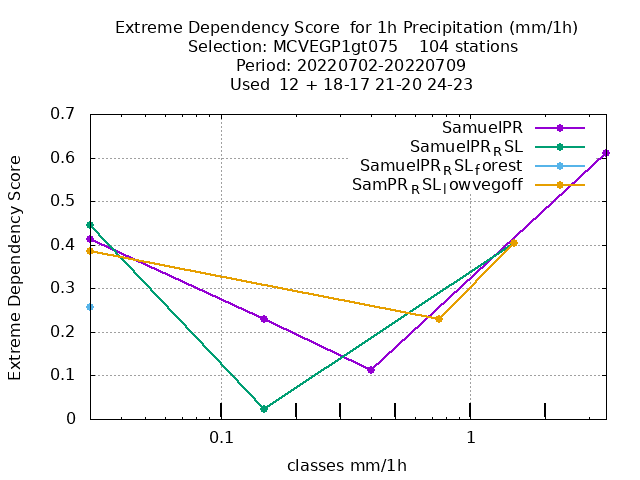 Extreme Dependency Score  for 1h Precipitation (mm/1h)
Selection: MCVEGP1gt075    104 stations
Period: 20220702-20220709
Used  12 + 18-17 21-20 24-23
SamuelPR
SamuelPR_RSL
SamuelPR_RSL_forest
SamPR_RSL_lowvegoff
Extreme Dependency Score
0.7
0.6
0.5
0.4
0.3
0.2
0.1
0
0.1
1
classes mm/1h